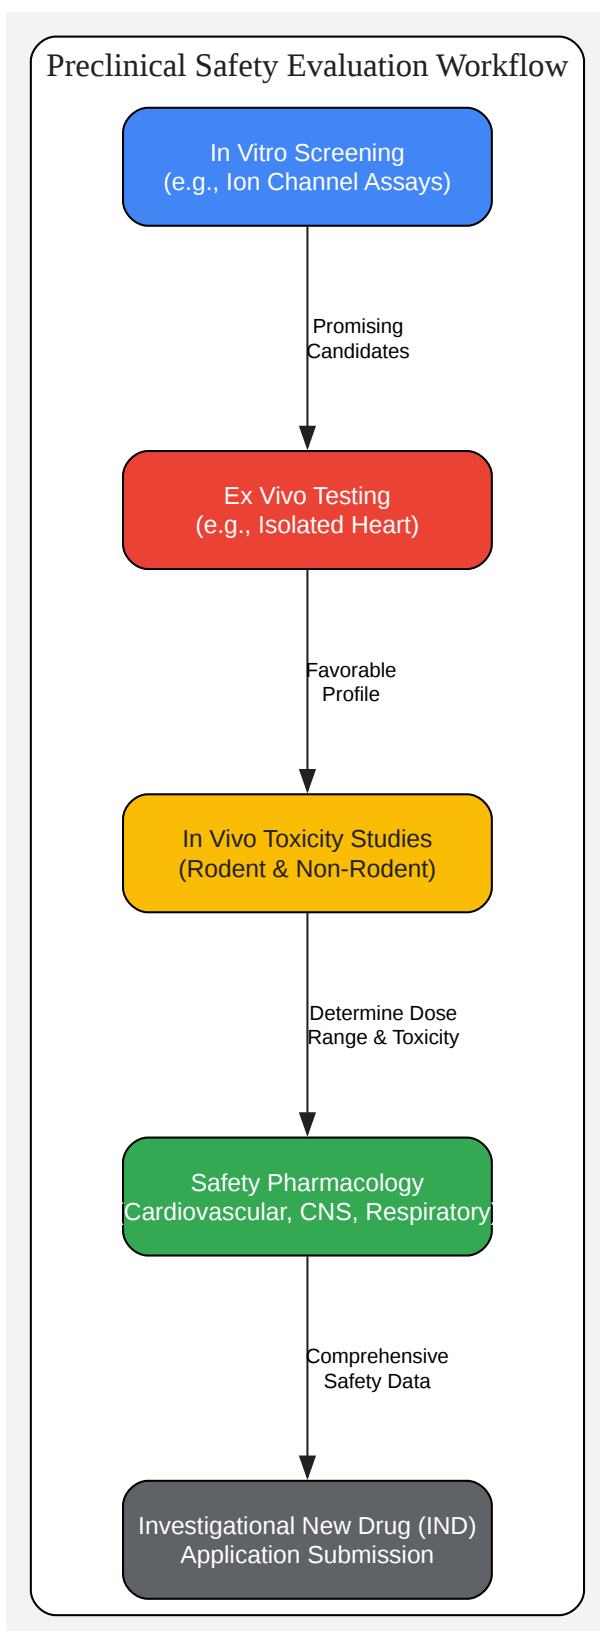 Preclinical Safety Evaluation Workflow
In Vitro Screening
(e.g., Ion Channel Assays)
Promising
Candidates
Ex Vivo Testing
(e.g., Isolated Heart)
Favorable
Profile
In Vivo Toxicity Studies
(Rodent & Non-Rodent)
Determine Dose
Range & Toxicity
Safety Pharmacology
(Cardiovascular, CNS, Respiratory)
Comprehensive
Safety Data
Investigational New Drug (IND)
Application Submission